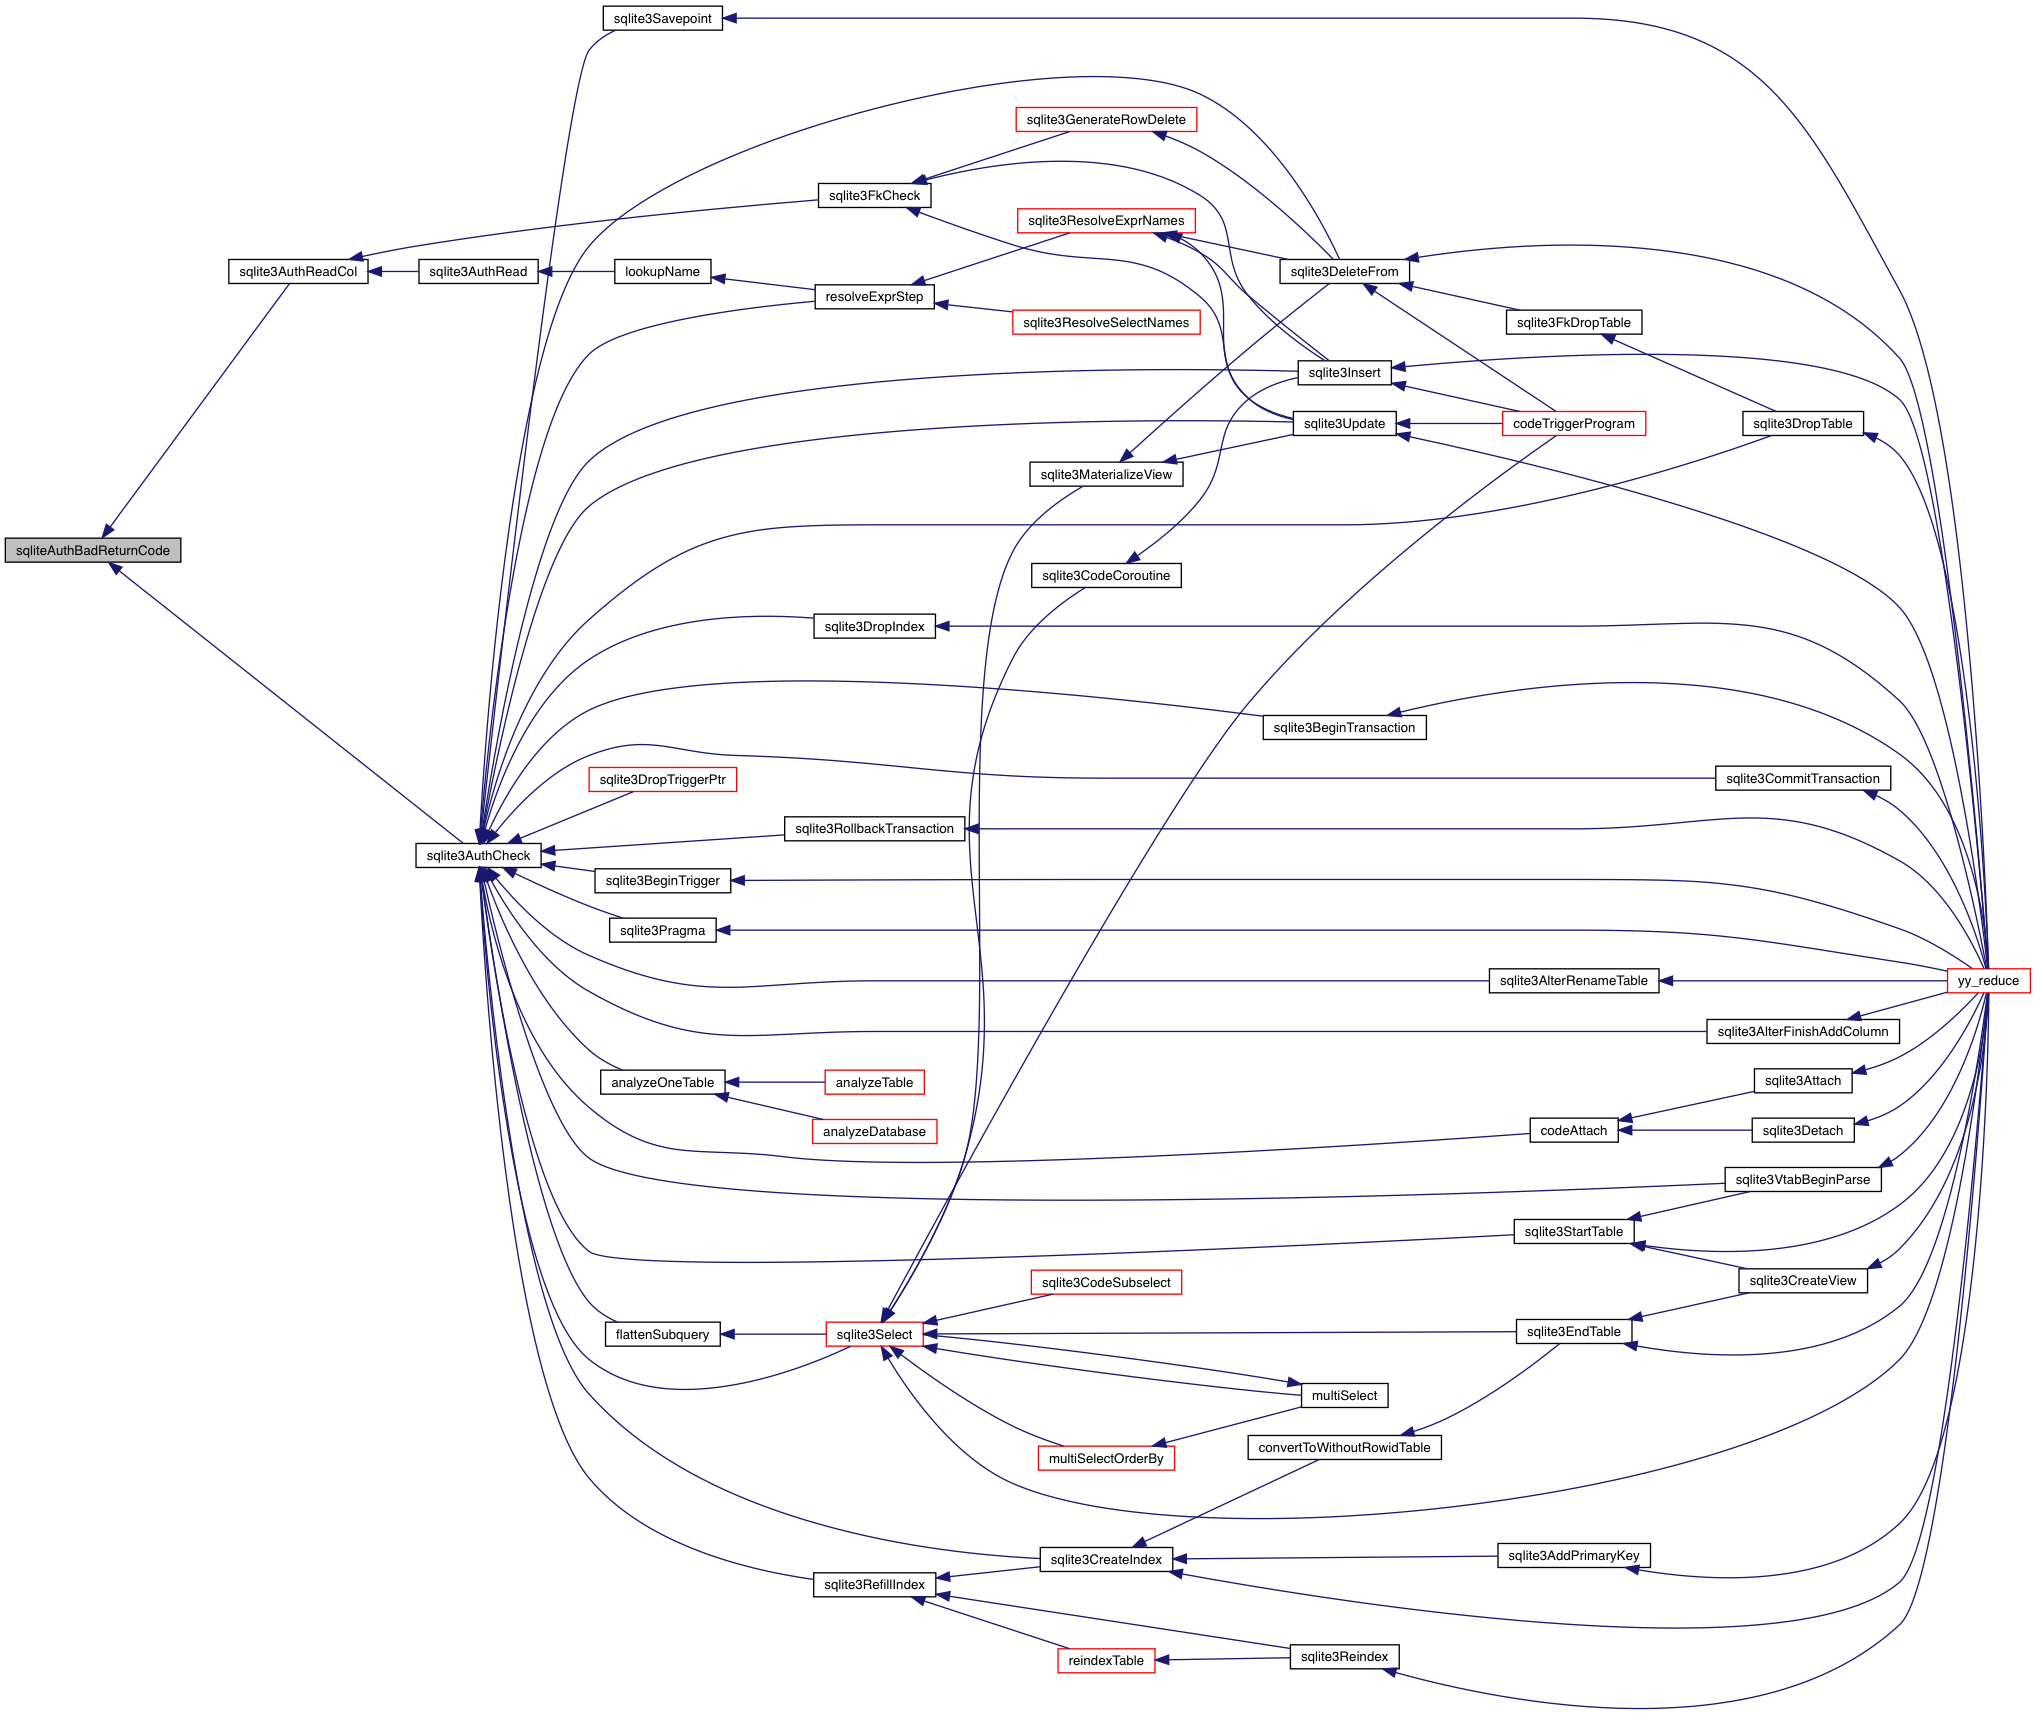 sqlite3Savepoint
sqlite3GenerateRowDelete
sqlite3FkCheck
sqlite3ResolveExprNames
sqlite3AuthReadCol
sqlite3AuthRead
lookupName
sqlite3DeleteFrom
resolveExprStep
sqlite3ResolveSelectNames
sqlite3FkDropTable
sqlite3Insert
sqlite3Update
codeTriggerProgram
sqlite3DropTable
sqlite3MaterializeView
sqliteAuthBadReturnCode
sqlite3CodeCoroutine
sqlite3DropIndex
sqlite3BeginTransaction
sqlite3DropTriggerPtr
sqlite3CommitTransaction
sqlite3RollbackTransaction
sqlite3AuthCheck
sqlite3BeginTrigger
sqlite3Pragma
sqlite3AlterRenameTable
yy_reduce
sqlite3AlterFinishAddColumn
analyzeOneTable
analyzeTable
sqlite3Attach
analyzeDatabase
codeAttach
sqlite3Detach
sqlite3VtabBeginParse
sqlite3StartTable
sqlite3CodeSubselect
sqlite3CreateView
flattenSubquery
sqlite3Select
sqlite3EndTable
multiSelect
convertToWithoutRowidTable
multiSelectOrderBy
sqlite3CreateIndex
sqlite3AddPrimaryKey
sqlite3RefillIndex
reindexTable
sqlite3Reindex